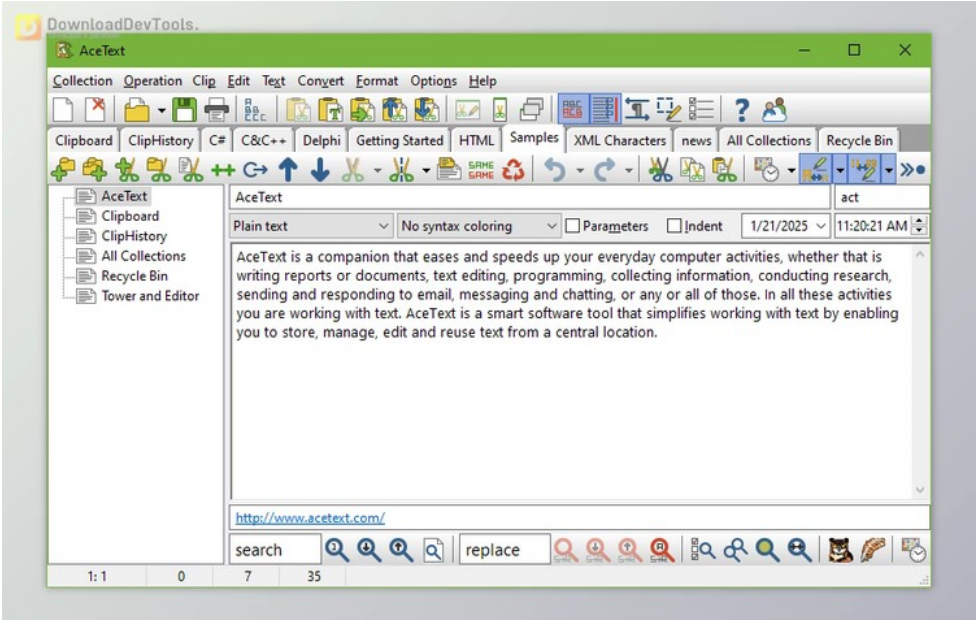 DownloadDevTools.
AceText
Collection Operation Clip Edit Text Convert Format Options Help
ABC
ACB
?
Clipboard ClipHistory C# C&C++ Delphi Getting Started HTML Samples XML Characters news All Collections Recycle Bin
SAME
SAME
AceText
Clipboard
ClipHistory
All Collections
Recycle Bin
Tower and Editor
AceText act
Plain text No syntax coloring Parameters Indent 1/21/2025 11:20:21 AM
AceText is a companion that eases and speeds up your everyday computer activities, whether that is
writing reports or documents, text editing, programming, collecting information, conducting research,
sending and responding to email, messaging and chatting, or any or all of those. In all these activities
you are working with text. AceText is a smart software tool that simplifies working with text by enabling
you to store, manage, edit and reuse text from a central location.
http://www.acetext.com/
search replace
1: 1 0 7 35